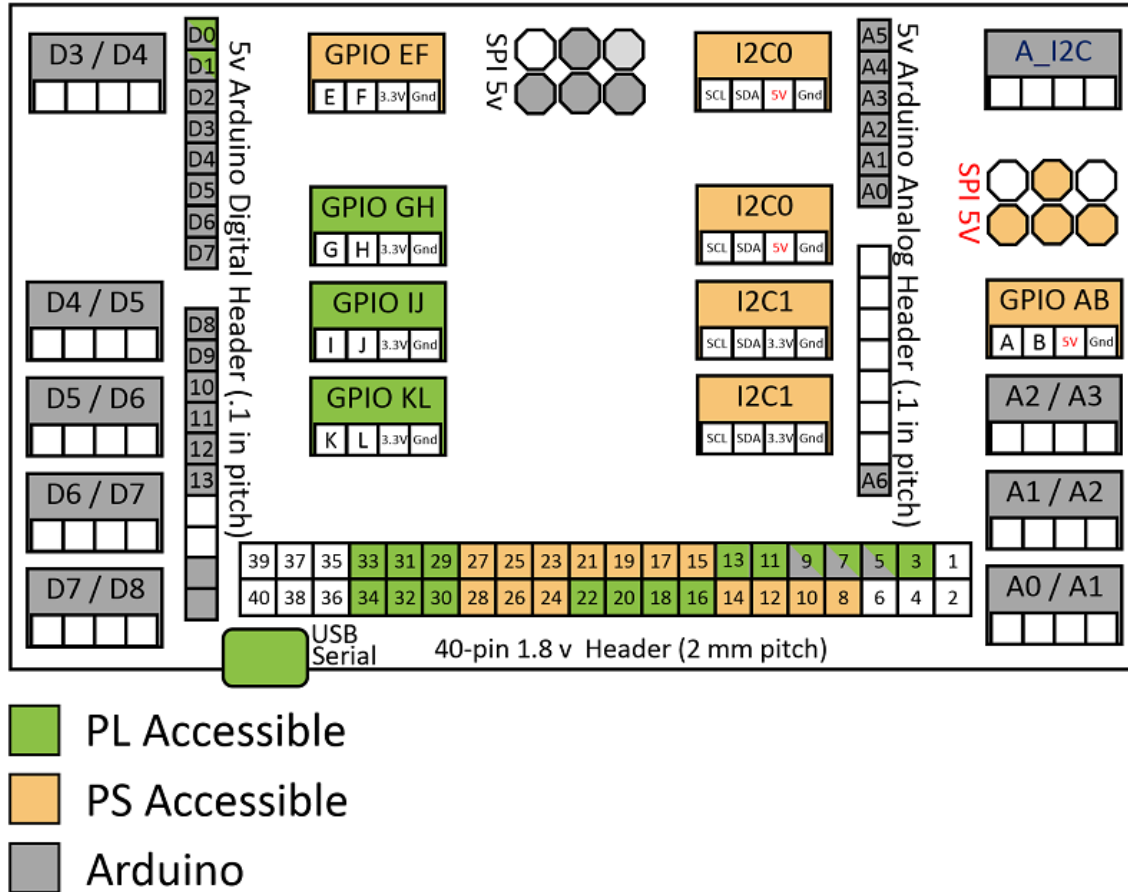 D3 / D4
D0
D1
D2
D3
D4
D5
D6
D7
D8
D9
10
11
12
13
5v Arduino Digital Header (.1 in pitch)
GPIO EF
E F 3.3V Gnd
GPIO GH
G H 3.3V Gnd
GPIO IJ
I J 3.3V Gnd
GPIO KL
K L 3.3V Gnd
SPI 5v
I2C0
SCL SDA 5V Gnd
I2C0
SCL SDA 5V Gnd
I2C1
SCL SDA 3.3V Gnd
I2C1
SCL SDA 3.3V Gnd
A5
A4
A3
A2
A1
A0
A6
5v Arduino Analog Header (.1 in pitch)
A_I2C
SPI 5V
GPIO AB
A B 5V Gnd
A2 / A3
A1 / A2
A0 / A1
D4 / D5
D5 / D6
D6 / D7
D7 / D8
39 37 35 33 31 29 27 25 23 21 19 17 15 13 11 9 7 5 3 1
40 38 36 34 32 30 28 26 24 22 20 18 16 14 12 10 8 6 4 2
USB
Serial
40-pin 1.8 v Header (2 mm pitch)
PL Accessible
PS Accessible
Arduino